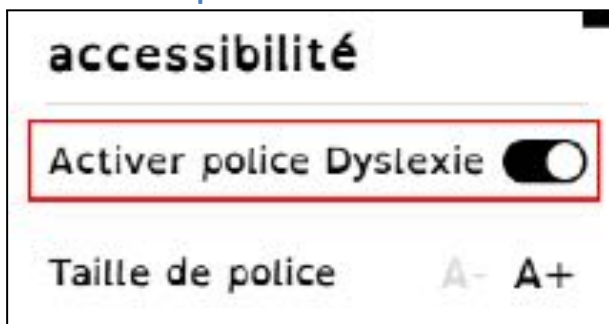 accessibilité
Activer police Dyslexie
Taille de police A- A+